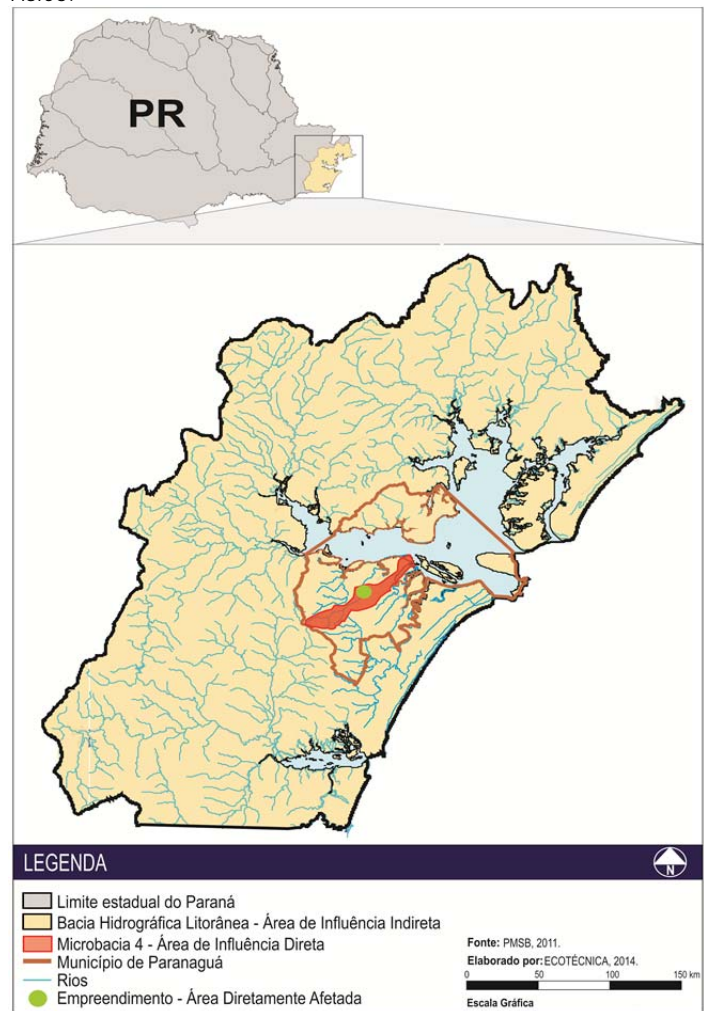 PR
LEGENDA
N
Limite estadual do Paraná
Bacia Hidrográfica Litorânea - Área de Influência Indireta
Microbacia 4 - Área de Influência Direta
Município de Paranaguá
Rios
Empreendimento - Área Diretamente Afetada
Fonte: PMSB, 2011.
Elaborado por: ECOTÉCNICA, 2014.
0 50 100 150 km
Escala Gráfica